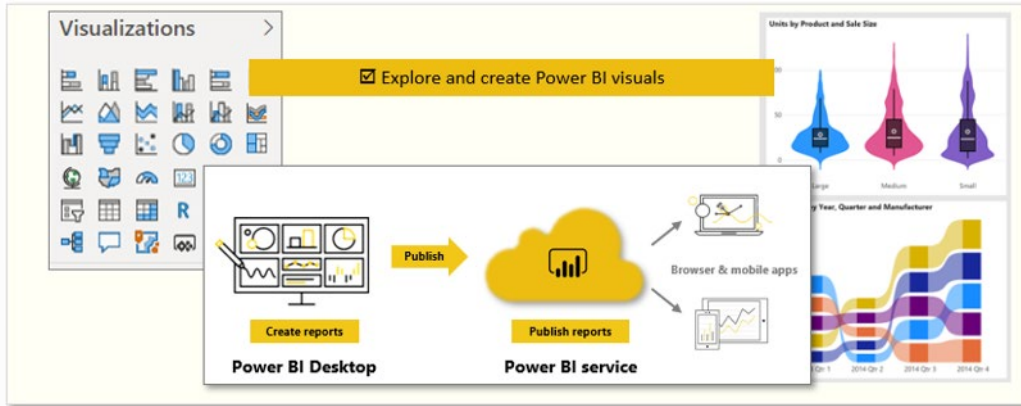 Visualizations
Explore and create Power BI visuals
Units by Product and Sale Size
50
0
Large
Medium
Small
by Year, Quarter and Manufacturer
2014 Qtr 2
2014 Qtr 3
2014 Qtr 4
123
R
Publish
Browser & mobile apps
Create reports
Publish reports
Power BI Desktop
Power BI service